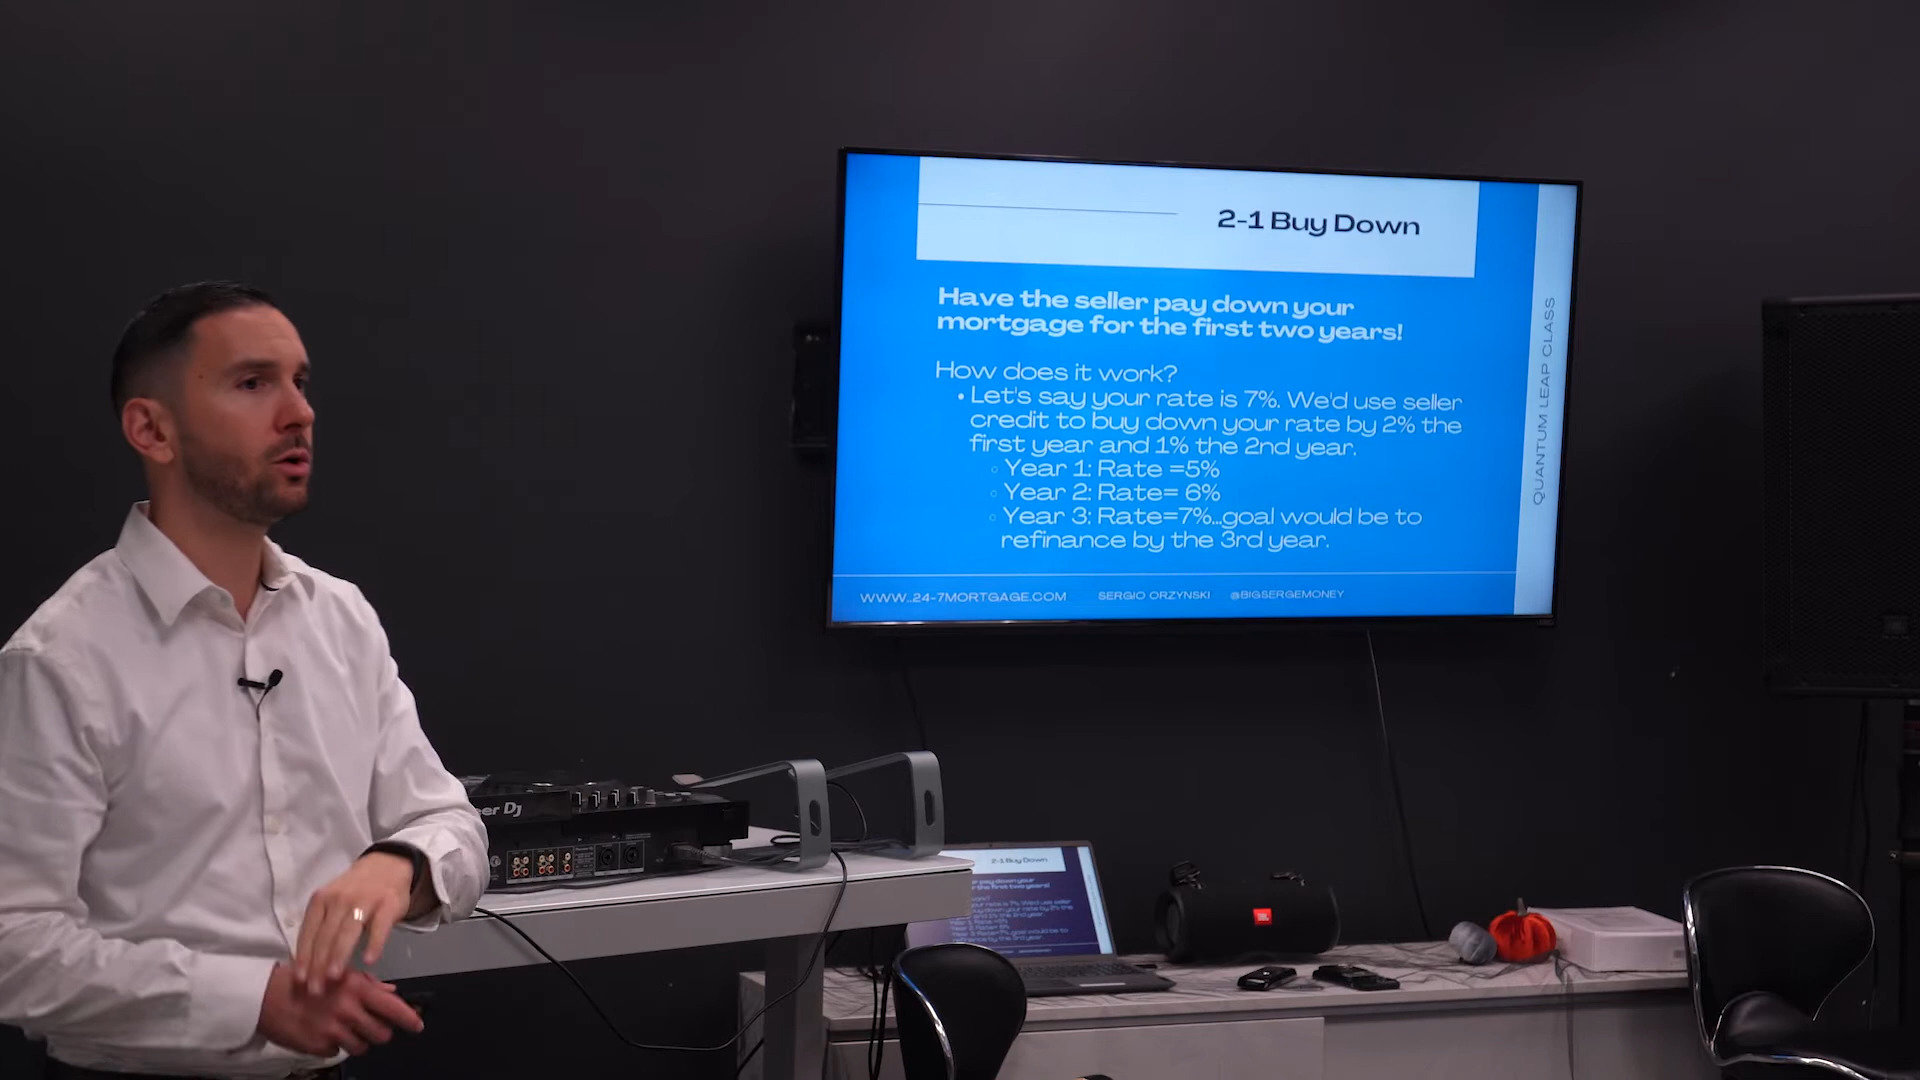 2-1 Buy Down
Have the seller pay down your
mortgage for the first two years!
How does it work?
• Let's say your rate is 7%. We'd use seller
credit to buy down your rate by 2% the
first year and 1% the 2nd year.
◦ Year 1: Rate =5%
◦ Year 2: Rate= 6%
◦ Year 3: Rate=7%...goal would be to
refinance by the 3rd year.
WWW..24-7MORTGAGE.COM SERGIO ORZYNSKI @BIGSERGEMONEY
QUANTUM LEAP CLASS
eer DJ
2-1 Buy Down
JBL